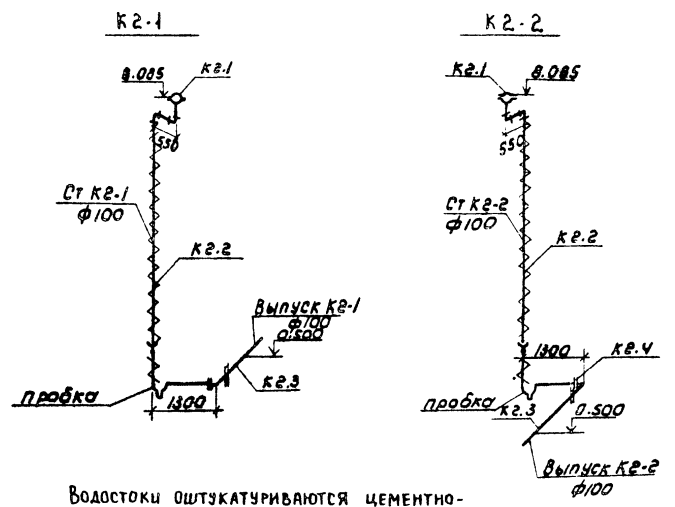 К2-1
К2-2
8.085
К2.1
К2.1
8.085
550
550
Ст К2-1
ф100
Ст К2-2
ф100
К2.2
К2.2
Выпуск К2-1
ф100
0.500
1300
К2.4
К2.3
пробка
1300
пробка
К2.3
0.500
Выпуск К2-2
ф100
Водостоки оштукатуриваются цементно-